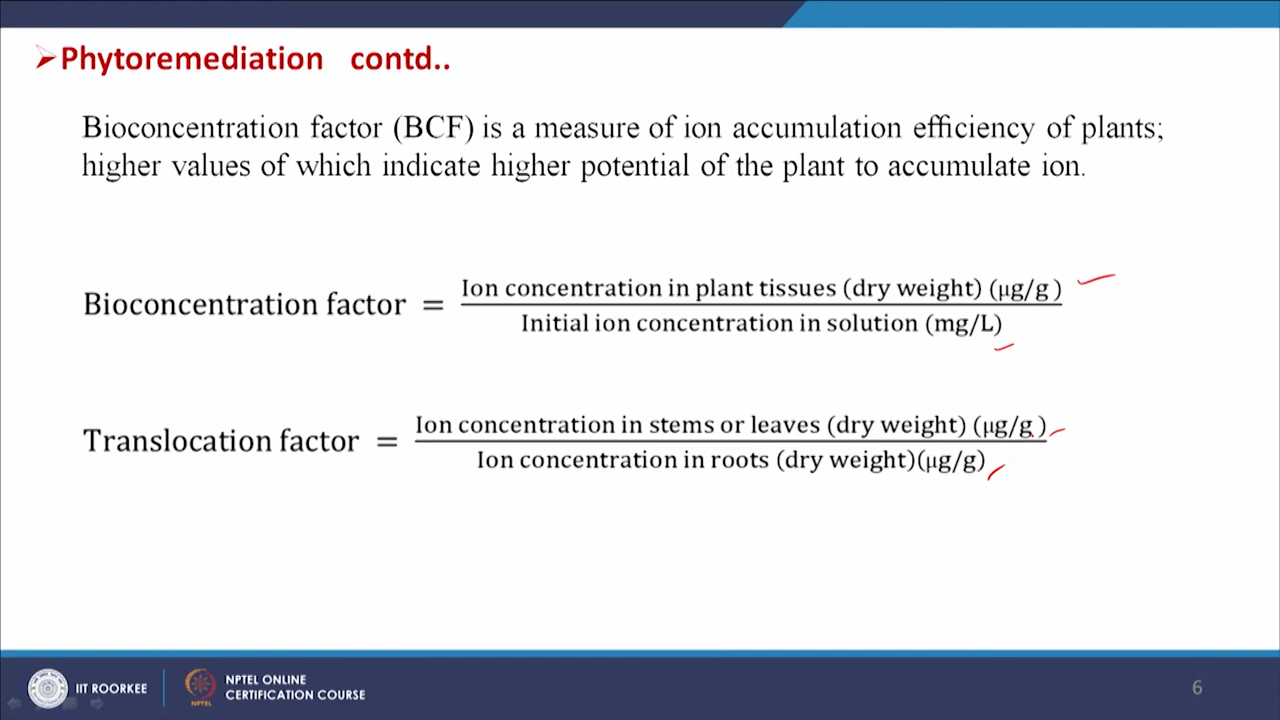 Phytoremediation contd..
Bioconcentration factor (BCF) is a measure of ion accumulation efficiency of plants;
higher values of which indicate higher potential of the plant to accumulate ion.
Bioconcentration factor = Ion concentration in plant tissues (dry weight) (μg/g )
Initial ion concentration in solution (mg/L)
Translocation factor = Ion concentration in stems or leaves (dry weight) (μg/g )
Ion concentration in roots (dry weight)(μg/g)
IIT ROORKEE
NPTEL
NPTEL ONLINE
CERTIFICATION COURSE
6